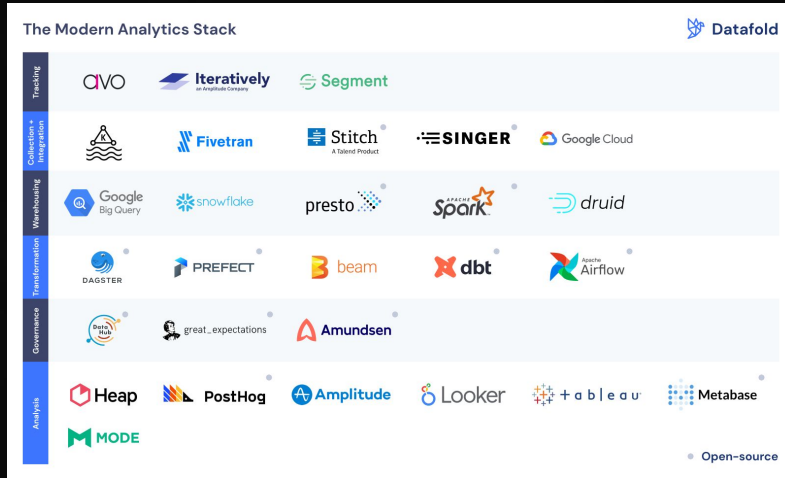 The Modern Analytics Stack
Datafold
Tracking
avo
Iteratively
an Amplitude Company
Segment
Collection +
Integration
K
Fivetran
Stitch
A Talend Product
SINGER
Google Cloud
Warehousing
Google
Big Query
snowflake
presto
APACHE
Spark
druid
Transformation
DAGSTER
PREFECT
beam
dbt
Apache
Airflow
Governance
Data
Hub
great_expectations
Amundsen
Analysis
Heap
PostHog
Amplitude
Looker
+ableau
Metabase
MODE
Open-source